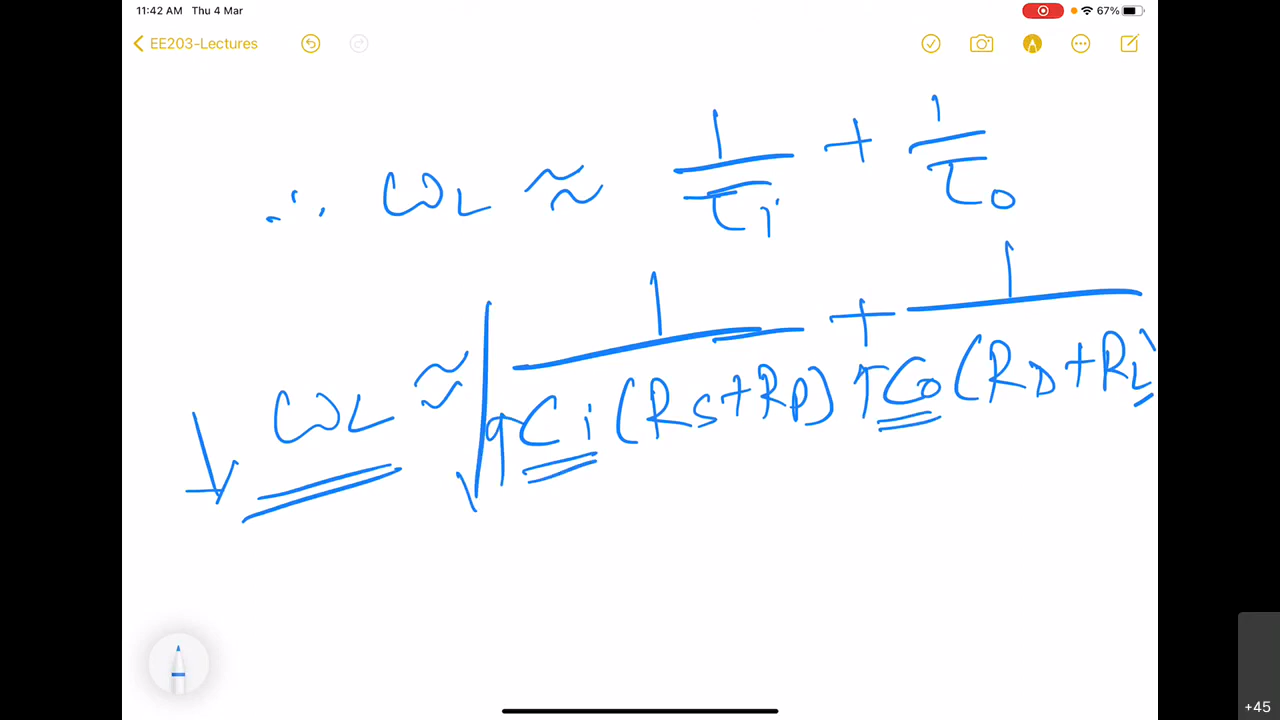 11:42 AM Thu 4 Mar
67%
EE203-Lectures
∴ ωL ≈ 1/τi + 1/τo
↓ ωL ≈ 1/↑Ci(RS+RP) + 1/↑Co(RD+RL)
+45